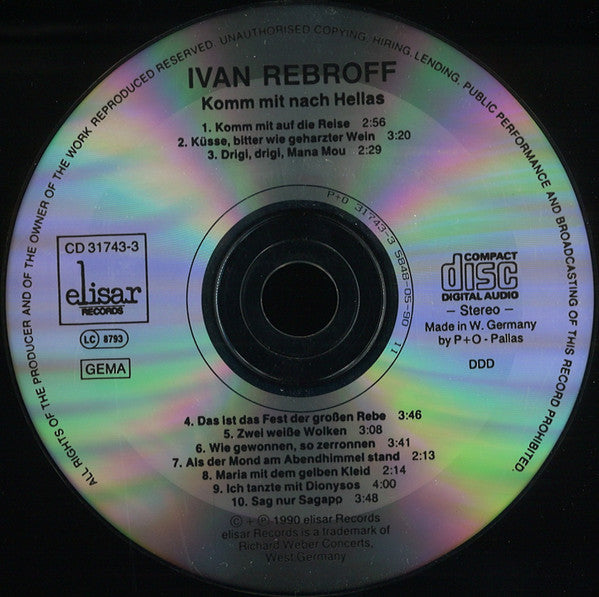 ALL RIGHTS OF THE PRODUCER AND OF THE OWNER OF THE WORK REPRODUCED RESERVED. UNAUTHORISED COPYING, HIRING, LENDING, PUBLIC PERFORMANCE AND BROADCASTING OF THIS RECORD PROHIBITED
IVAN REBROFF
Komm mit nach Hellas
1. Komm mit auf die Reise 2:56
2. Küsse, bitter wie geharzter Wein 3:20
3. Drigi, drigi, Mana Mou 2:29
P+O 31743-3 5848-05-90 11
CD 31743-3
elisar
RECORDS
LC 8793
GEMA
COMPACT
disc
DIGITAL AUDIO
– Stereo –
Made in W. Germany
by P+O - Pallas
DDD
4. Das ist das Fest der großen Rebe 3:46
5. Zwei weiße Wolken 3:08
6. Wie gewonnen, so zerronnen 3:41
7. Als der Mond am Abendhimmel stand 2:13
8. Maria mit dem gelben Kleid 2:14
9. Ich tanzte mit Dionysos 4:00
10. Sag nur Sagapo 3:48
© + ℗ 1990 elisar Records
elisar Records is a trademark of
Richard Weber Concerts,
West Germany